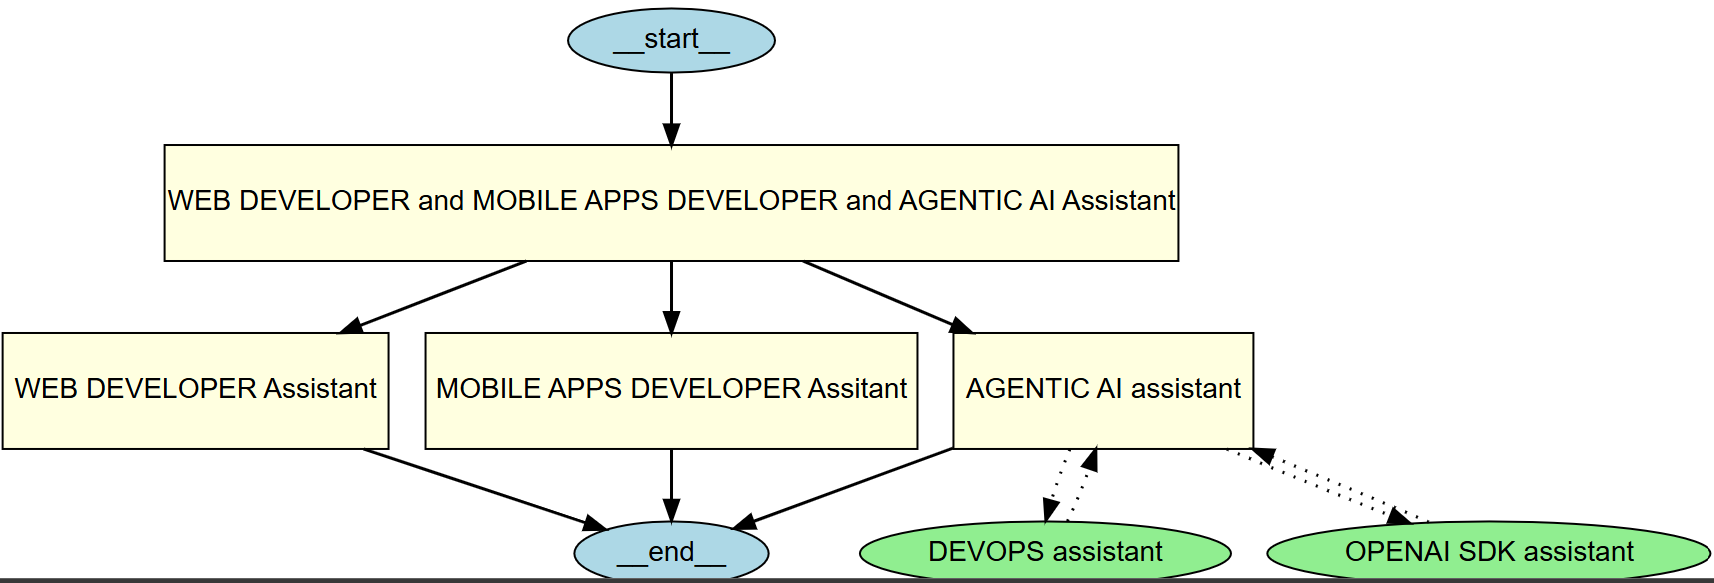 __start__
WEB DEVELOPER and MOBILE APPS DEVELOPER and AGENTIC AI Assistant
WEB DEVELOPER Assistant
MOBILE APPS DEVELOPER Assitant
AGENTIC AI assistant
__end__
DEVOPS assistant
OPENAI SDK assistant